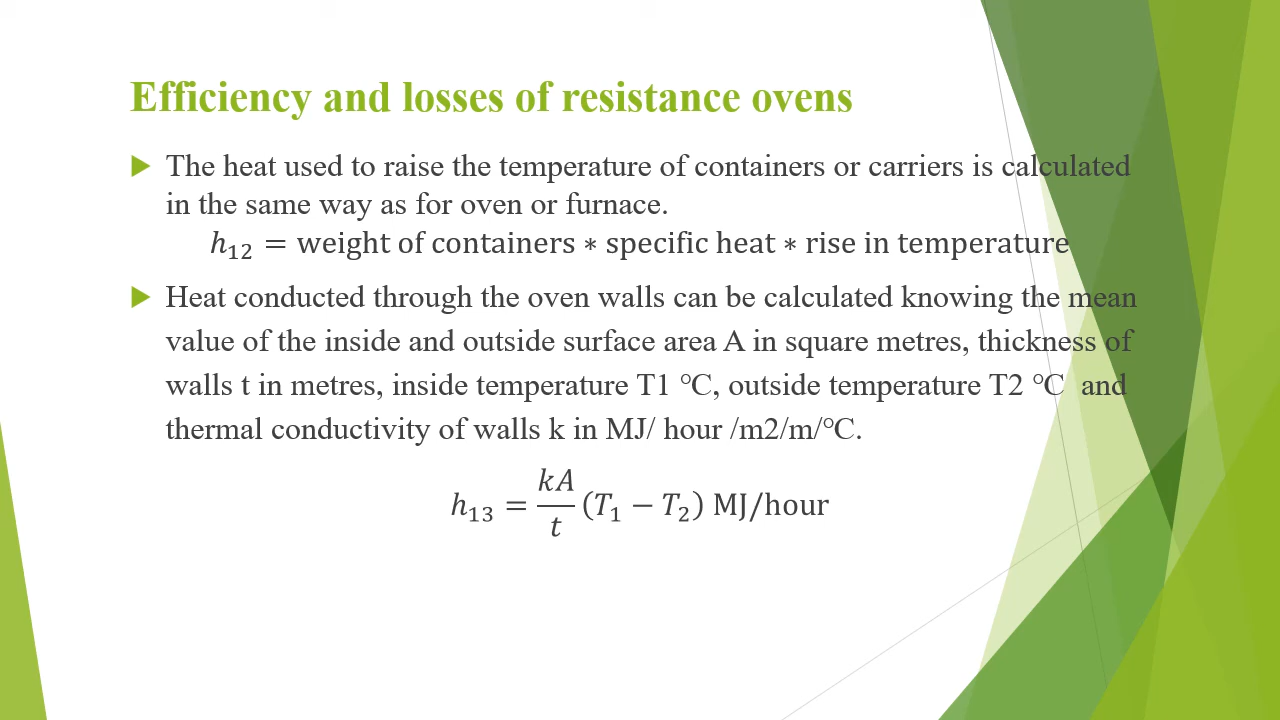 Efficiency and losses of resistance ovens
The heat used to raise the temperature of containers or carriers is calculated
in the same way as for oven or furnace.
ℎ₁₂ = weight of containers ∗ specific heat ∗ rise in temperature
Heat conducted through the oven walls can be calculated knowing the mean
value of the inside and outside surface area A in square metres, thickness of
walls t in metres, inside temperature T1 ℃, outside temperature T2 ℃ and
thermal conductivity of walls k in MJ/ hour /m2/m/℃.
ℎ₁₃ = kA/t (T₁ − T₂) MJ/hour